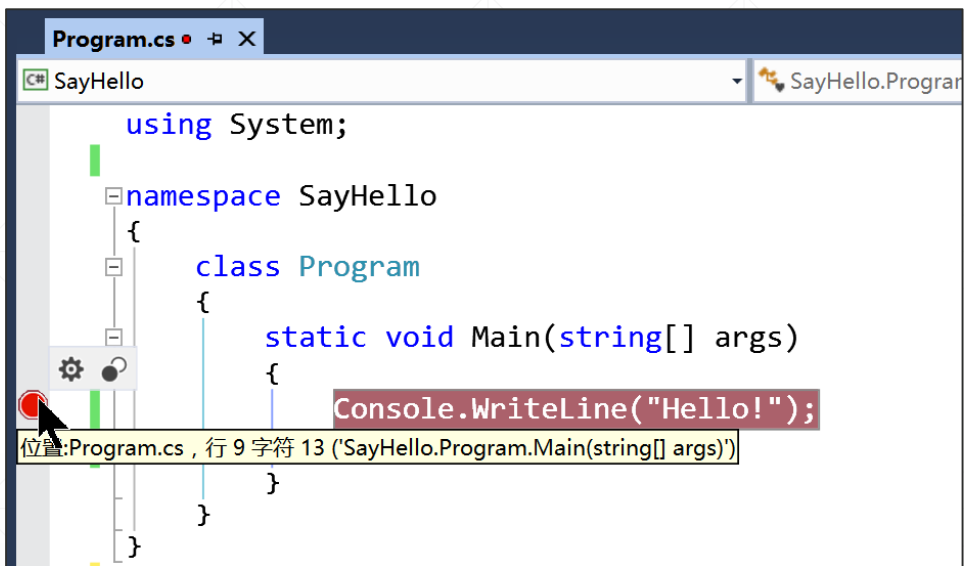 Program.cs
C# SayHello SayHello.Program
using System;
namespace SayHello
{
class Program
{
static void Main(string[] args)
{
Console.WriteLine("Hello!");
位置:Program.cs，行 9 字符 13 ('SayHello.Program.Main(string[] args)')
}
}
}